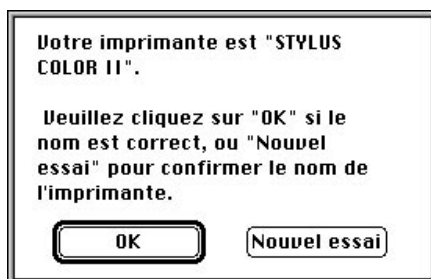 Votre imprimante est "STYLUS
COLOR II".
Veuillez cliquez sur "OK" si le
nom est correct, ou "Nouvel
essai" pour confirmer le nom de
l'imprimante.
OK
Nouvel essai